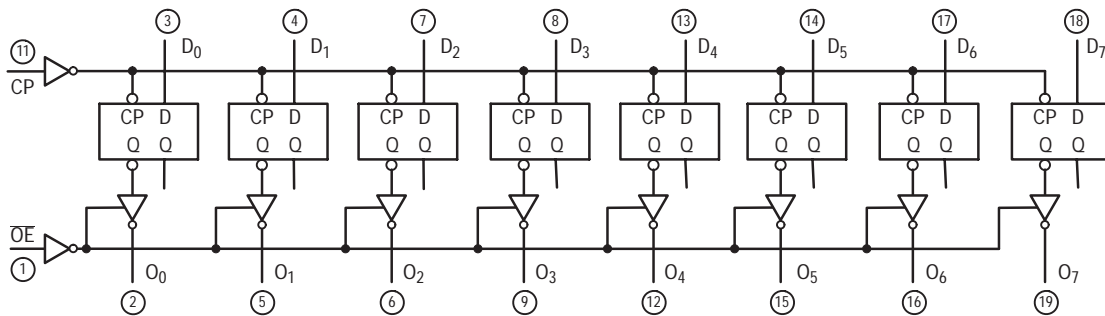 3 4 7 8 13 14 17 18
11 D0 D1 D2 D3 D4 D5 D6 D7
CP
CP D CP D CP D CP D CP D CP D CP D CP D
Q Q Q Q Q Q Q Q Q Q Q Q Q Q Q Q
OE
1 O0 O1 O2 O3 O4 O5 O6 O7
2 5 6 9 12 15 16 19